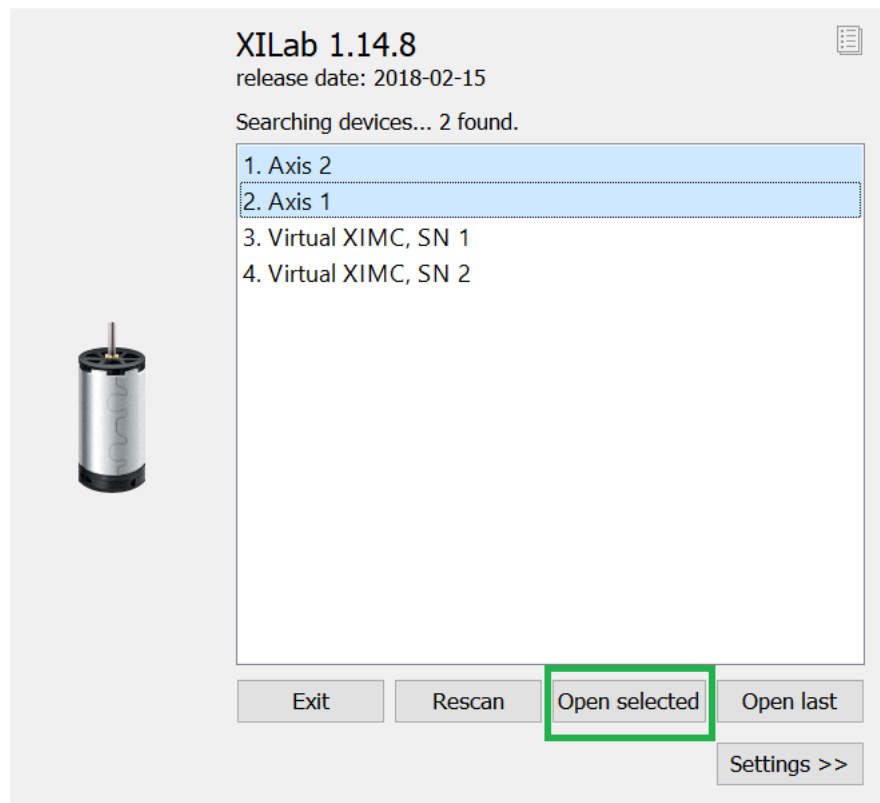 XILab 1.14.8
release date: 2018-02-15
Searching devices... 2 found.
1. Axis 2
2. Axis 1
3. Virtual XIMC, SN 1
4. Virtual XIMC, SN 2
Exit Rescan Open selected Open last
Settings >>